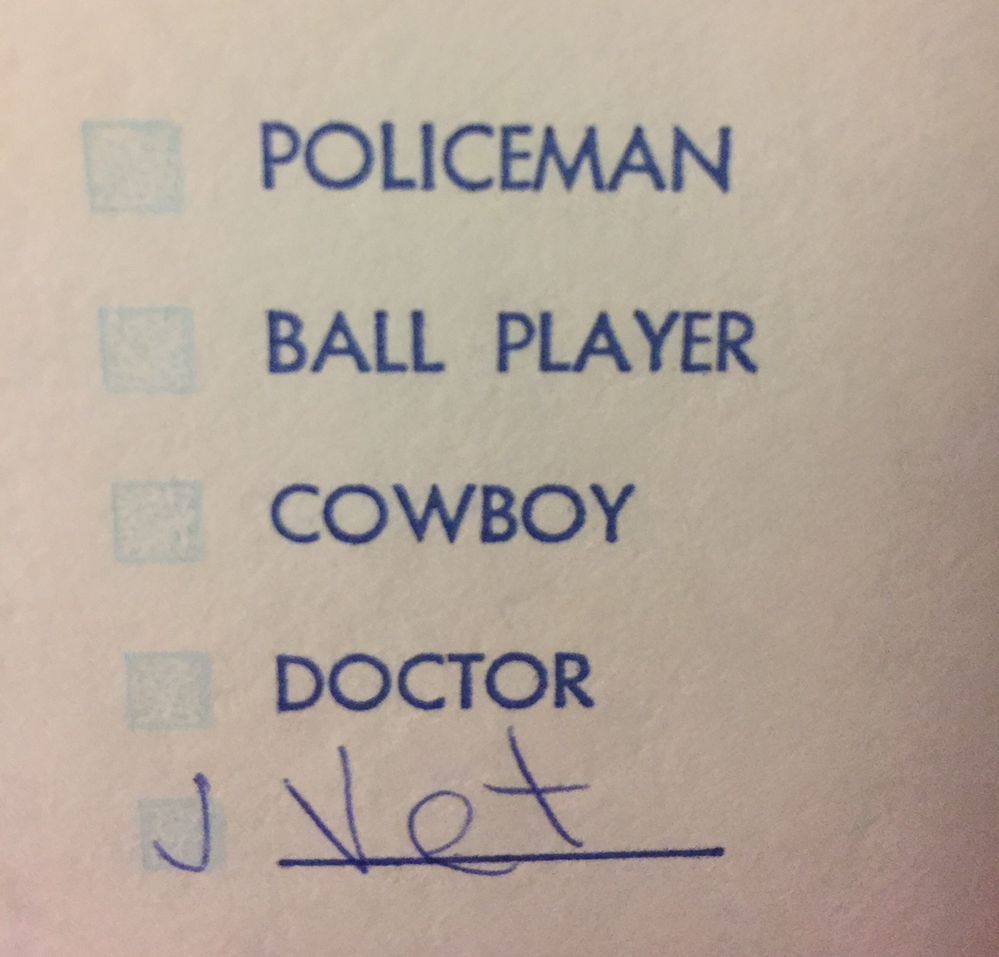 POLICEMAN
BALL PLAYER
COWBOY
DOCTOR
Vet